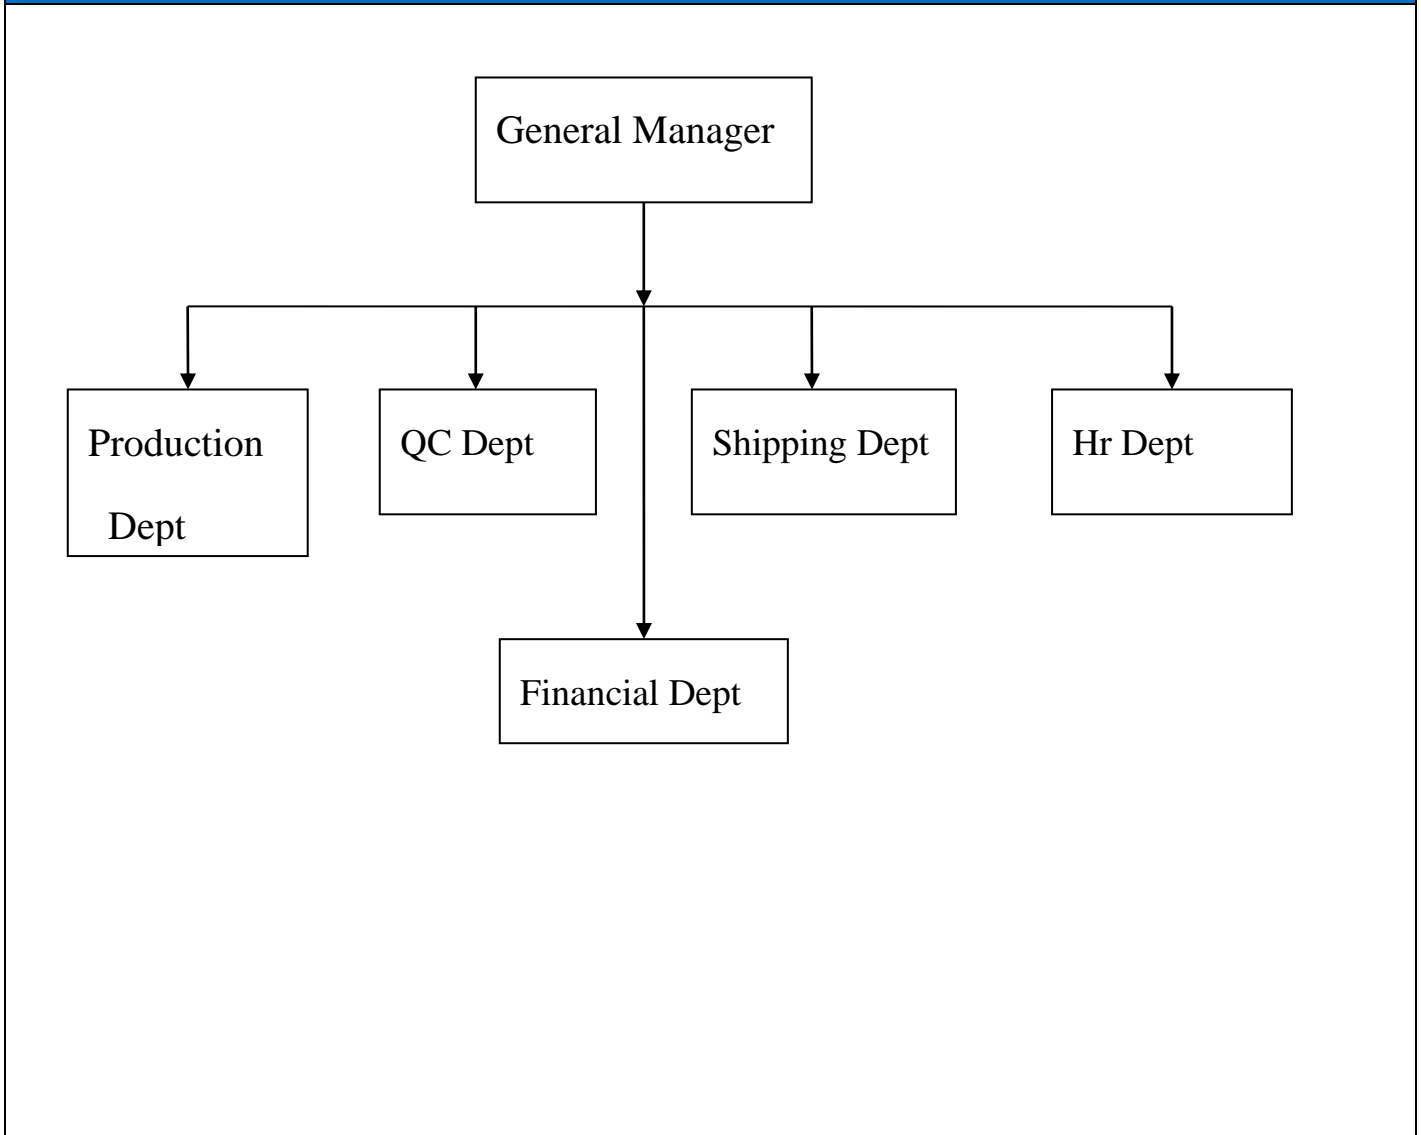 General Manager
Production
Dept
QC Dept
Shipping Dept
Hr Dept
Financial Dept